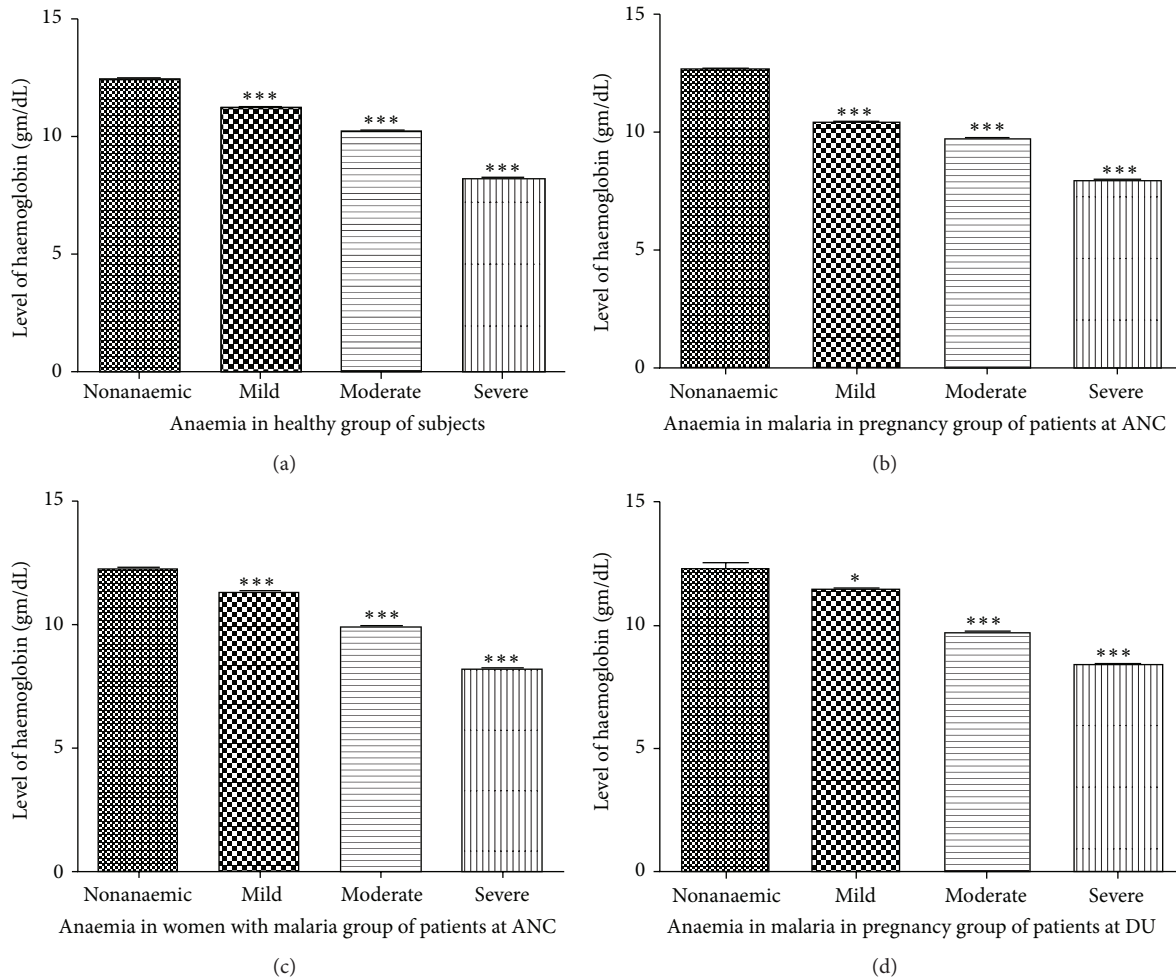 15
10
5
0
Level of haemoglobin (gm/dL)
***
***
***
Nonanaemic Mild Moderate Severe
Anaemia in healthy group of subjects
(a)
15
10
5
0
Level of haemoglobin (gm/dL)
***
***
***
Nonanaemic Mild Moderate Severe
Anaemia in malaria in pregnancy group of patients at ANC
(b)
15
10
5
0
Level of haemoglobin (gm/dL)
***
***
***
Nonanaemic Mild Moderate Severe
Anaemia in women with malaria group of patients at ANC
(c)
15
10
5
0
Level of haemoglobin (gm/dL)
*
***
***
Nonanaemic Mild Moderate Severe
Anaemia in malaria in pregnancy group of patients at DU
(d)